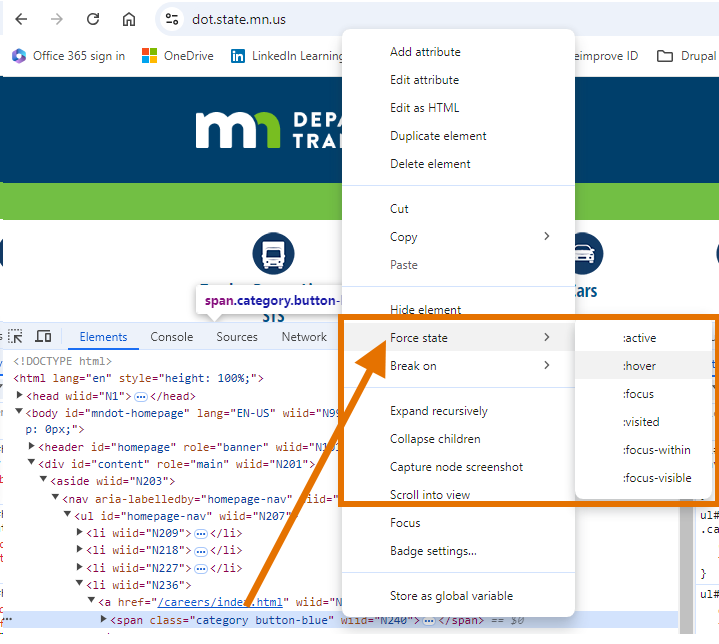 dot.state.mn.us
Office 365 sign in
OneDrive
LinkedIn Learning
eimprove ID
Drupal
mn DEPA
TRAN
span.category.button-
STS
Cars
Add attribute
Edit attribute
Edit as HTML
Duplicate element
Delete element
Cut
Copy
Paste
Hide element
Force state
Break on
Expand recursively
Collapse children
Capture node screenshot
Scroll into view
Focus
Badge settings...
Store as global variable
:active
:hover
:focus
:visited
:focus-within
:focus-visible
Elements
Console
Sources
Network
<!DOCTYPE html>
<html lang="en" style="height: 100%;">
<head wiid="N1">…</head>
<body id="mndot-homepage" lang="EN-US" wiid="N99
p: 0px;">
<header id="homepage" role="banner" wiid="N101
<div id="content" role="main" wiid="N201">
<aside wiid="N203">
<nav aria-labelledby="homepage-nav"
<ul id="homepage-nav" wiid="N207"
<li wiid="N209">…</li>
<li wiid="N218">…</li>
<li wiid="N227">…</li>
<li wiid="N236">
<a href="/careers/index.html" wiid="N
<span class="category button-blue" wiid="N240">…</span> == $0
ul#
.ca
}
ul#